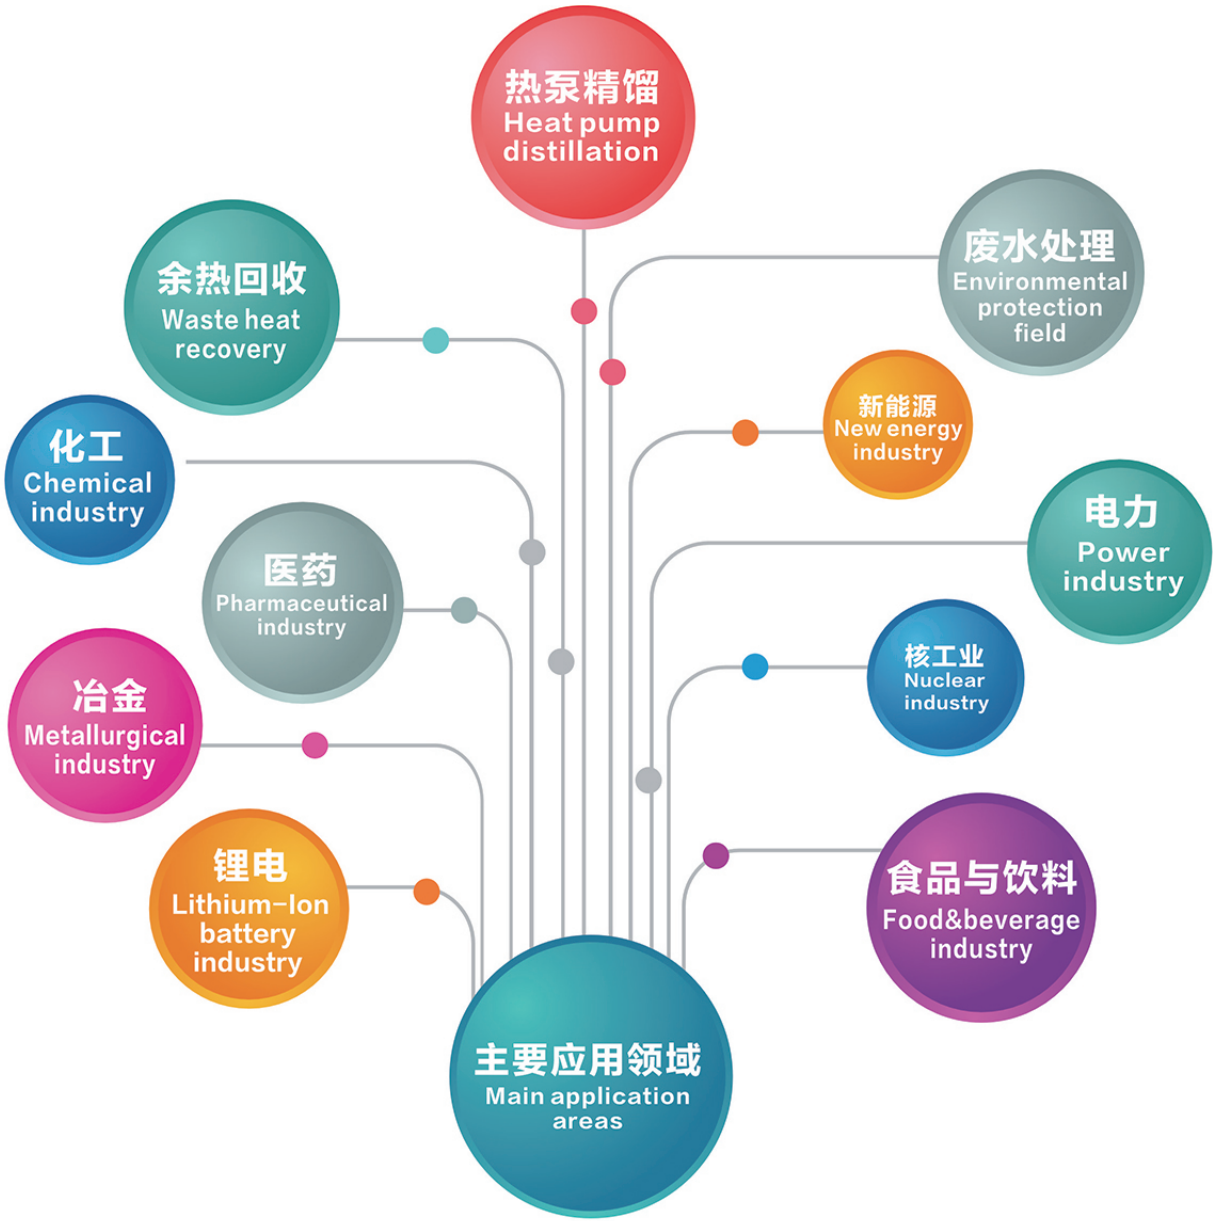 热泵精馏
Heat pump
distillation
废水处理
Environmental
protection
field
余热回收
Waste heat
recovery
新能源
New energy
industry
化工
Chemical
industry
电力
Power
industry
医药
Pharmaceutical
industry
核工业
Nuclear
industry
冶金
Metallurgical
industry
锂电
Lithium-Ion
battery
industry
食品与饮料
Food&beverage
industry
主要应用领域
Main application
areas